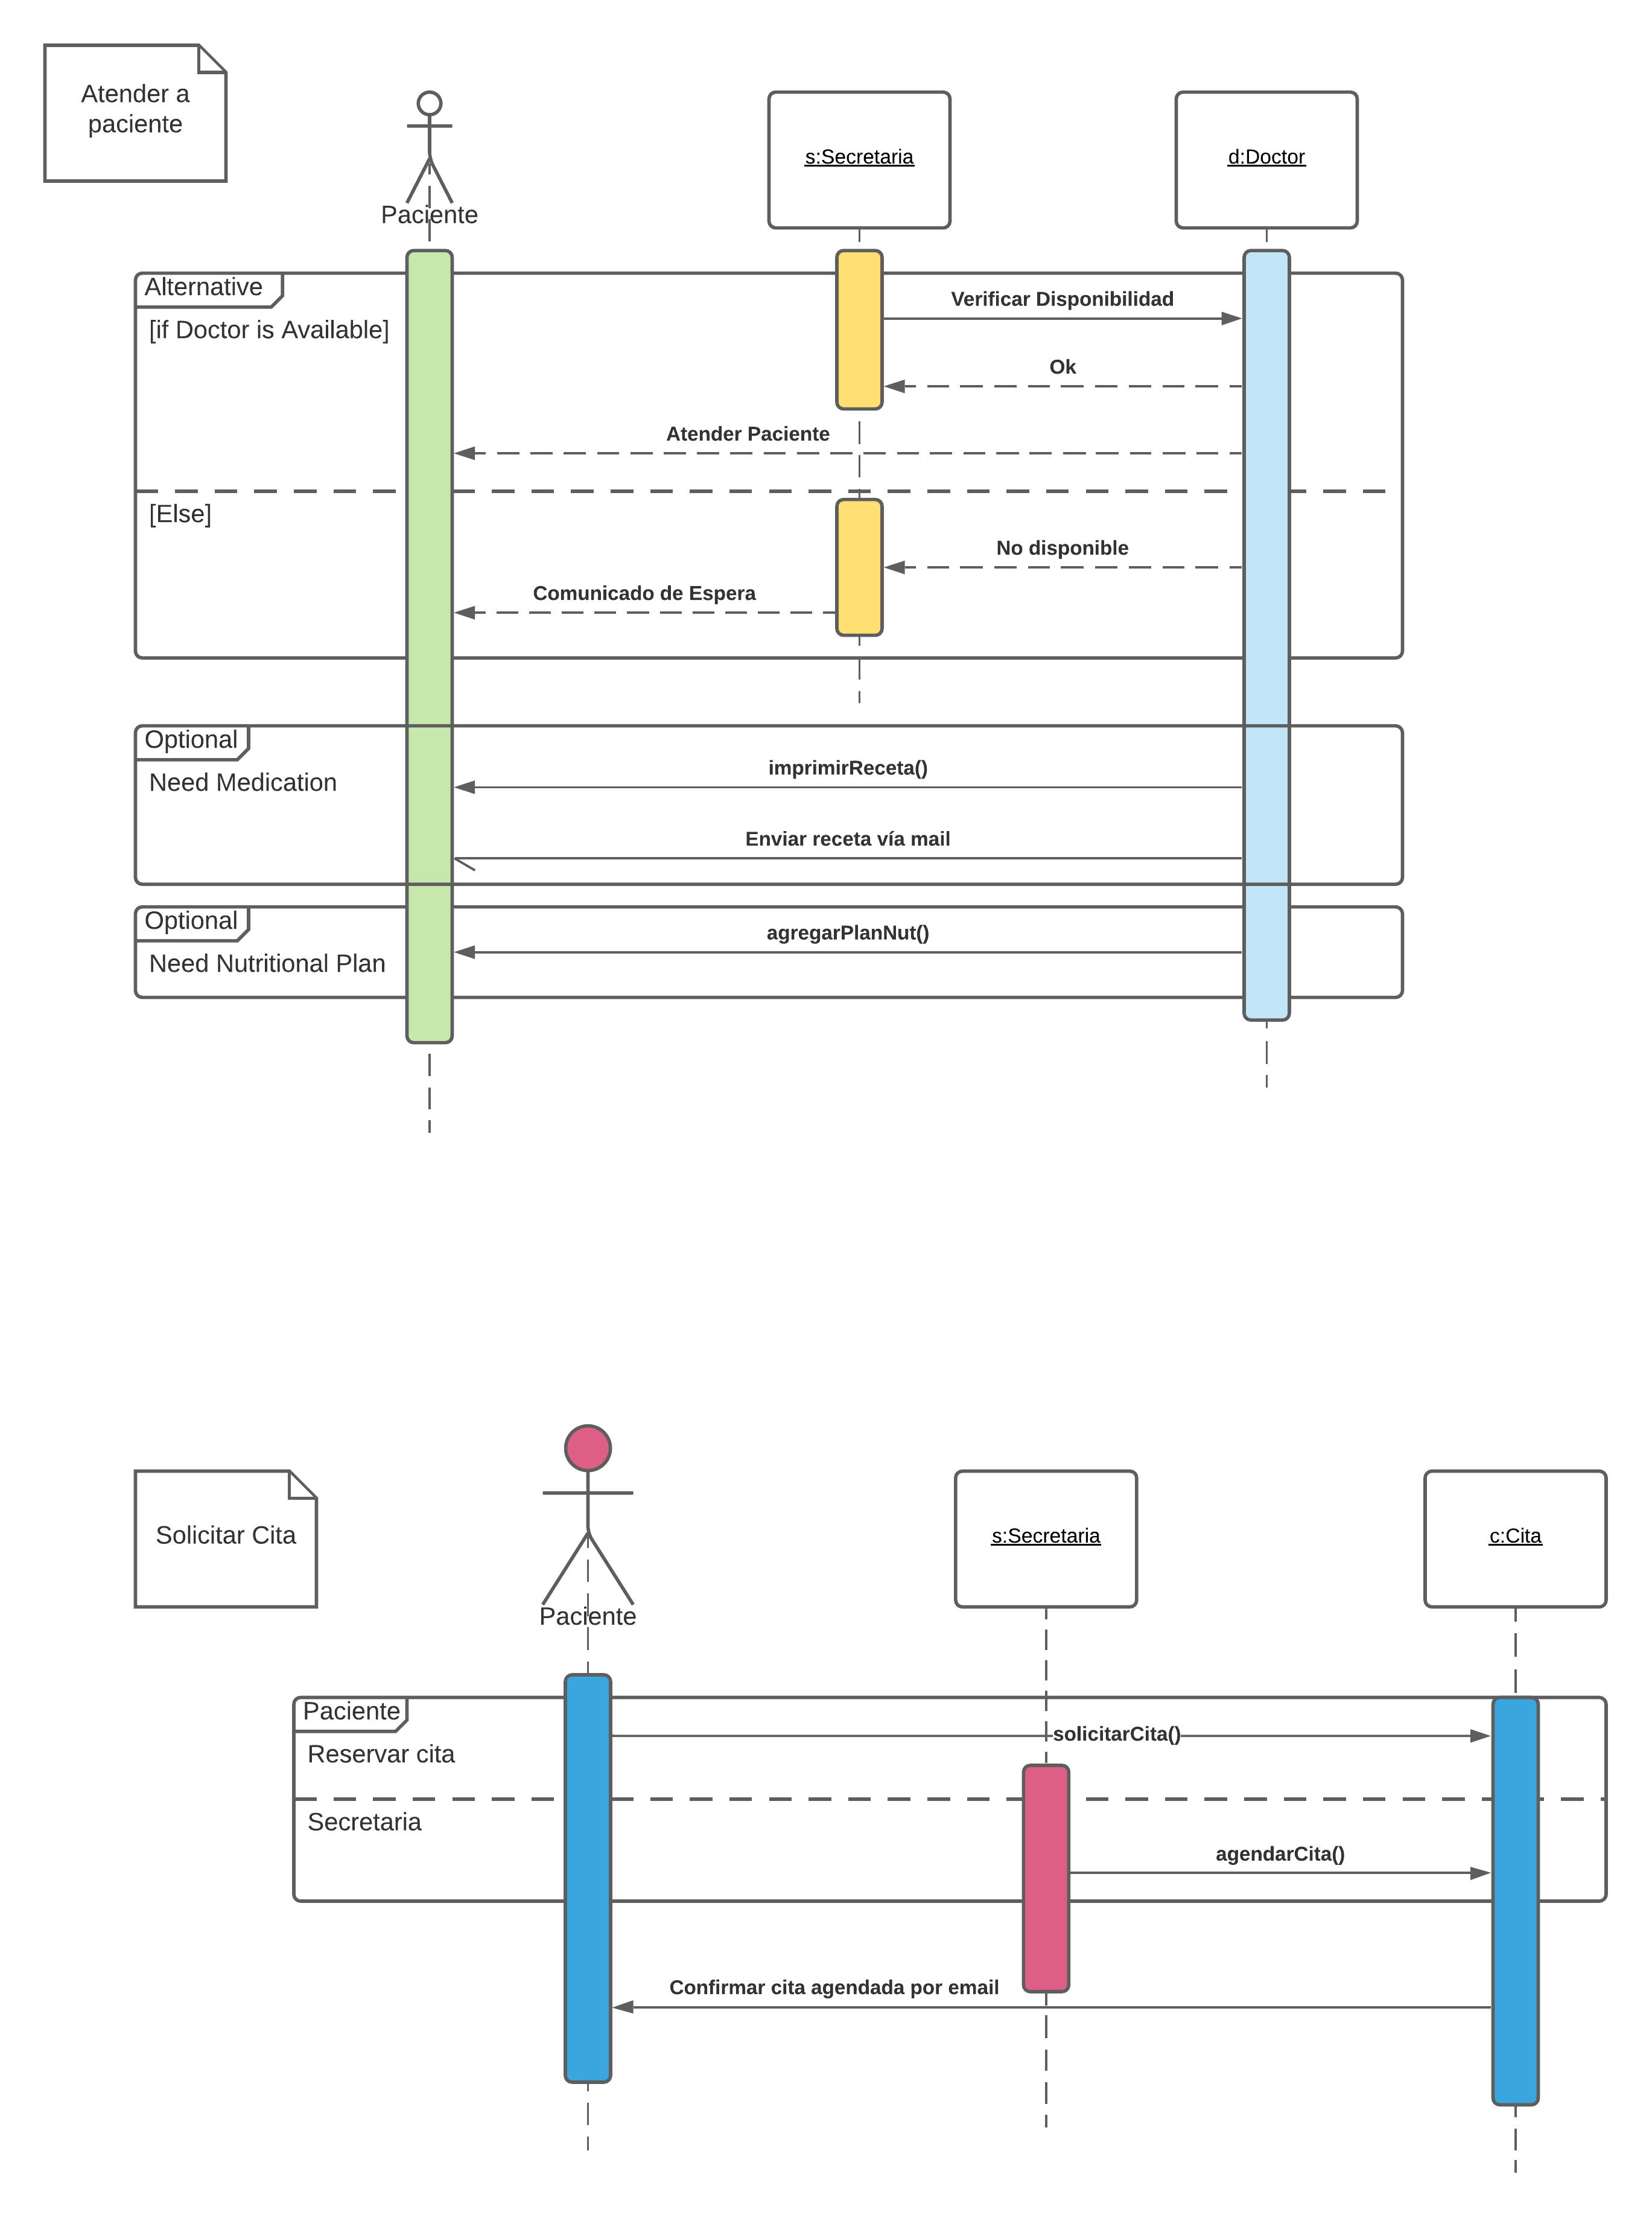 Atender a
paciente
Paciente
s:Secretaria
d:Doctor
Alternative
[if Doctor is Available]
Verificar Disponibilidad
Ok
Atender Paciente
[Else]
No disponible
Comunicado de Espera
Optional
Need Medication
imprimirReceta()
Enviar receta vía mail
Optional
Need Nutritional Plan
agregarPlanNut()
Solicitar Cita
Paciente
s:Secretaria
c:Cita
Paciente
Reservar cita
solicitarCita()
Secretaria
agendarCita()
Confirmar cita agendada por email